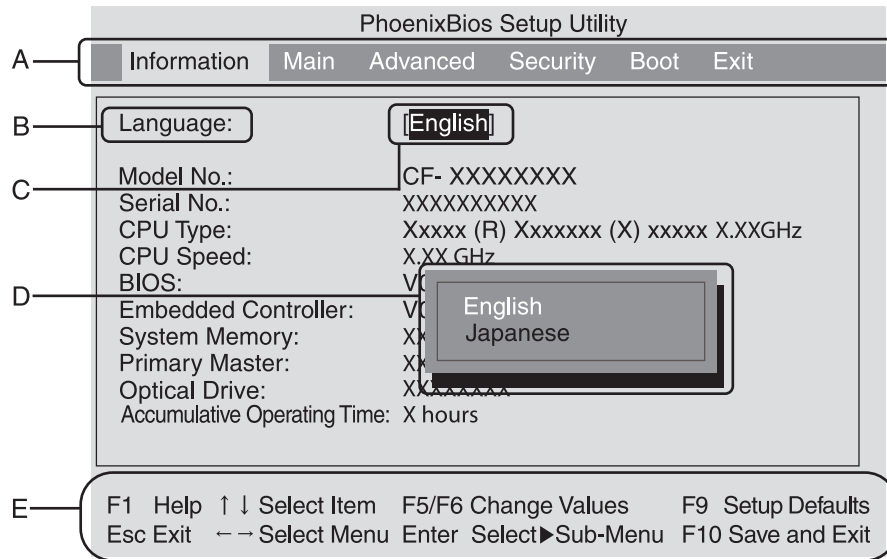 PhoenixBios Setup Utility
A
Information Main Advanced Security Boot Exit
B
Language: [English]
C
Model No.: CF- XXXXXXXX
Serial No.: XXXXXXXXXX
CPU Type: Xxxxx (R) Xxxxxxx (X) xxxxx X.XXGHz
CPU Speed: X.XX GHz
BIOS:
D
Embedded Controller:
English
System Memory:
Japanese
Primary Master:
Optical Drive: XXXXXXXX
Accumulative Operating Time: X hours
E
F1 Help ↑ ↓ Select Item F5/F6 Change Values F9 Setup Defaults
Esc Exit ←→ Select Menu Enter Select▶Sub-Menu F10 Save and Exit